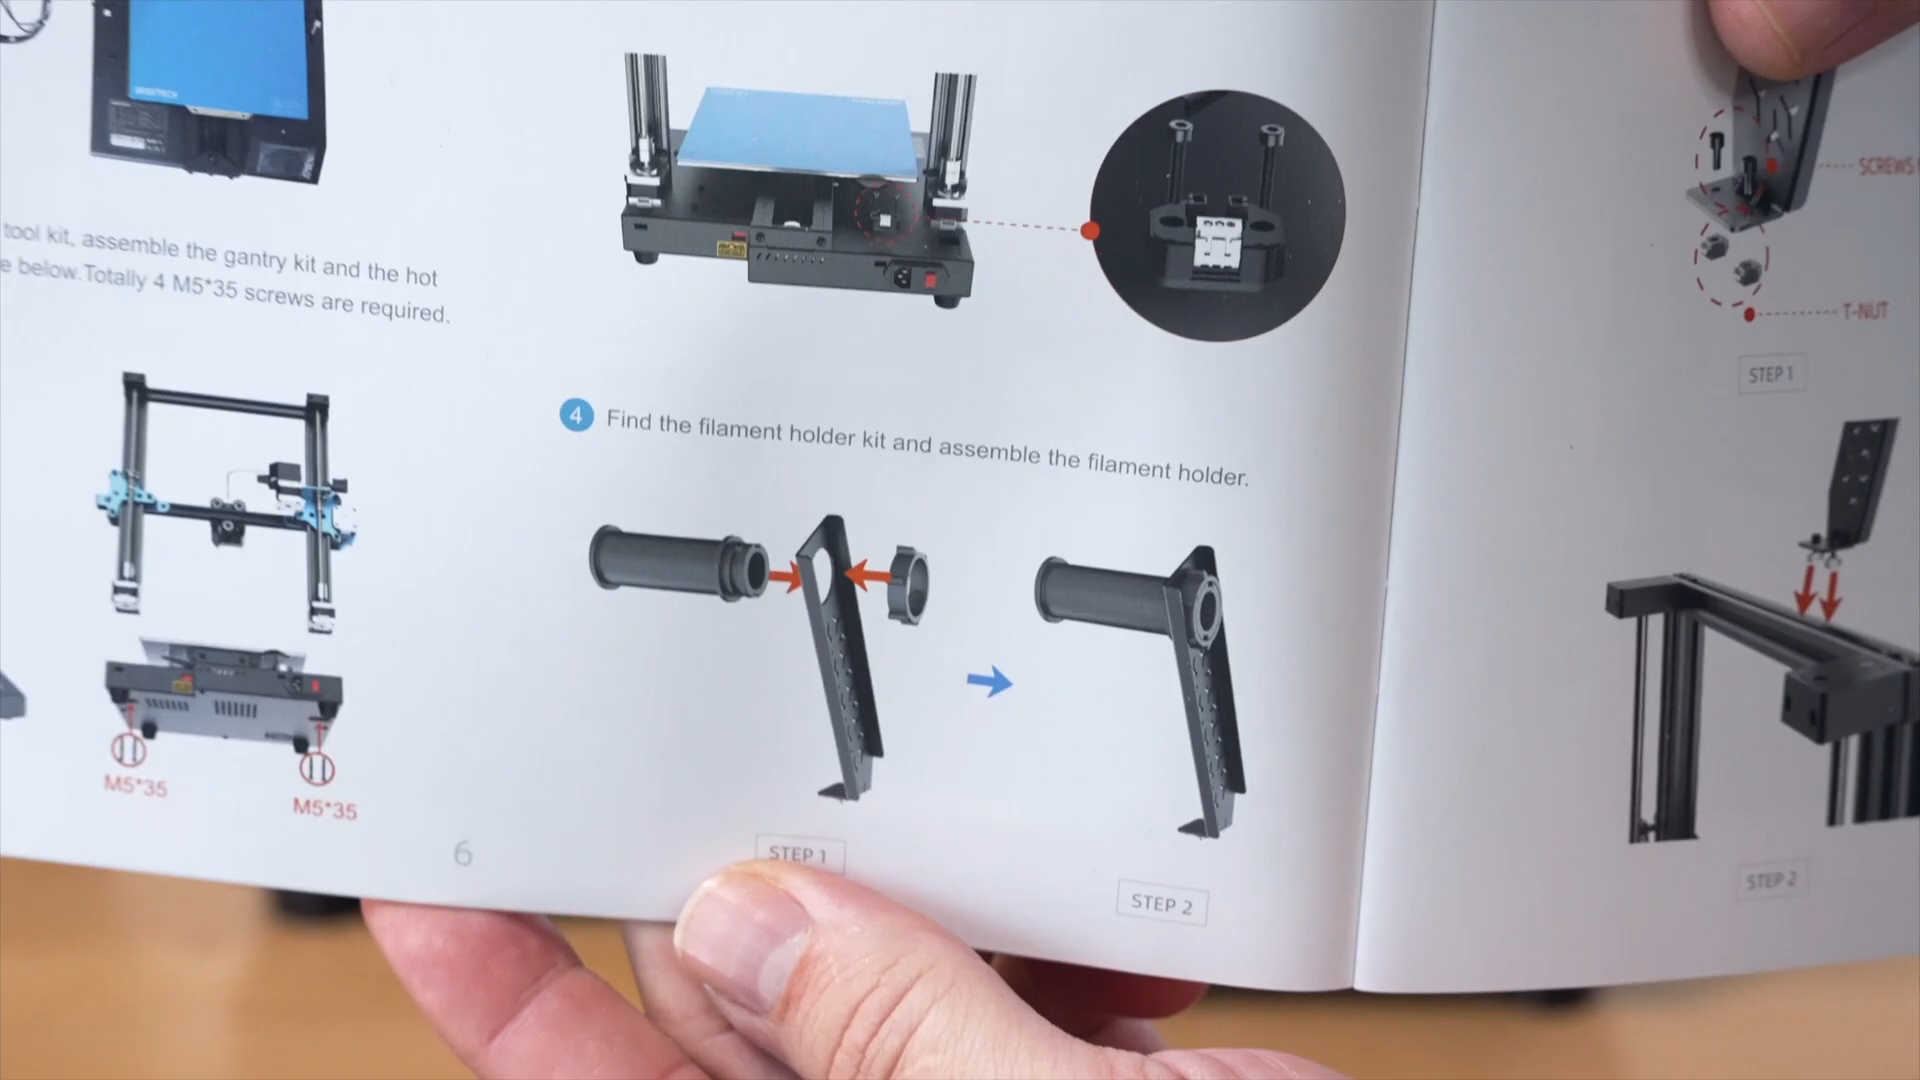 tool kit, assemble the gantry kit and the hot
e below.Totally 4 M5*35 screws are required.
M5*35
M5*35
6
4 Find the filament holder kit and assemble the filament holder.
STEP 1
STEP 2
SCREWS
T-NUT
STEP 1
STEP 2